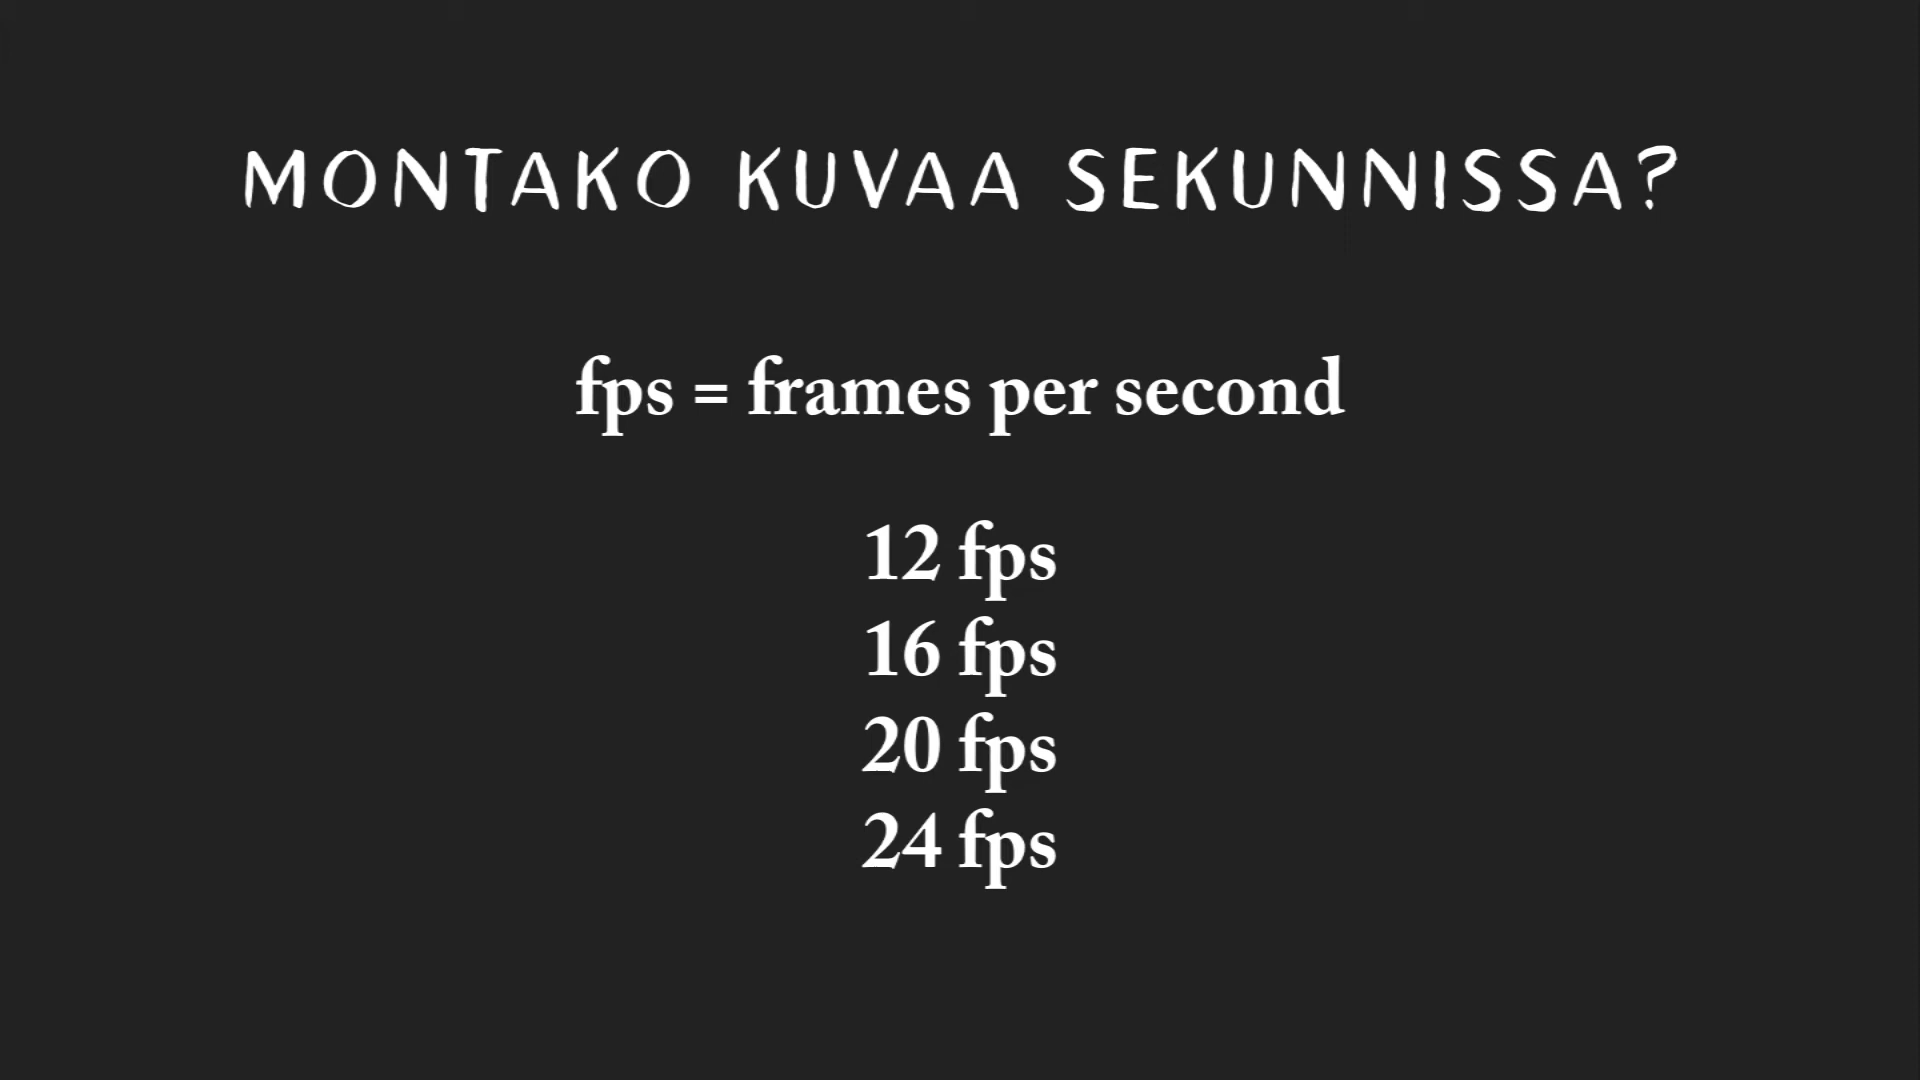 MONTAKO KUVAA SEKUNNISSA?
fps = frames per second
12 fps
16 fps
20 fps
24 fps